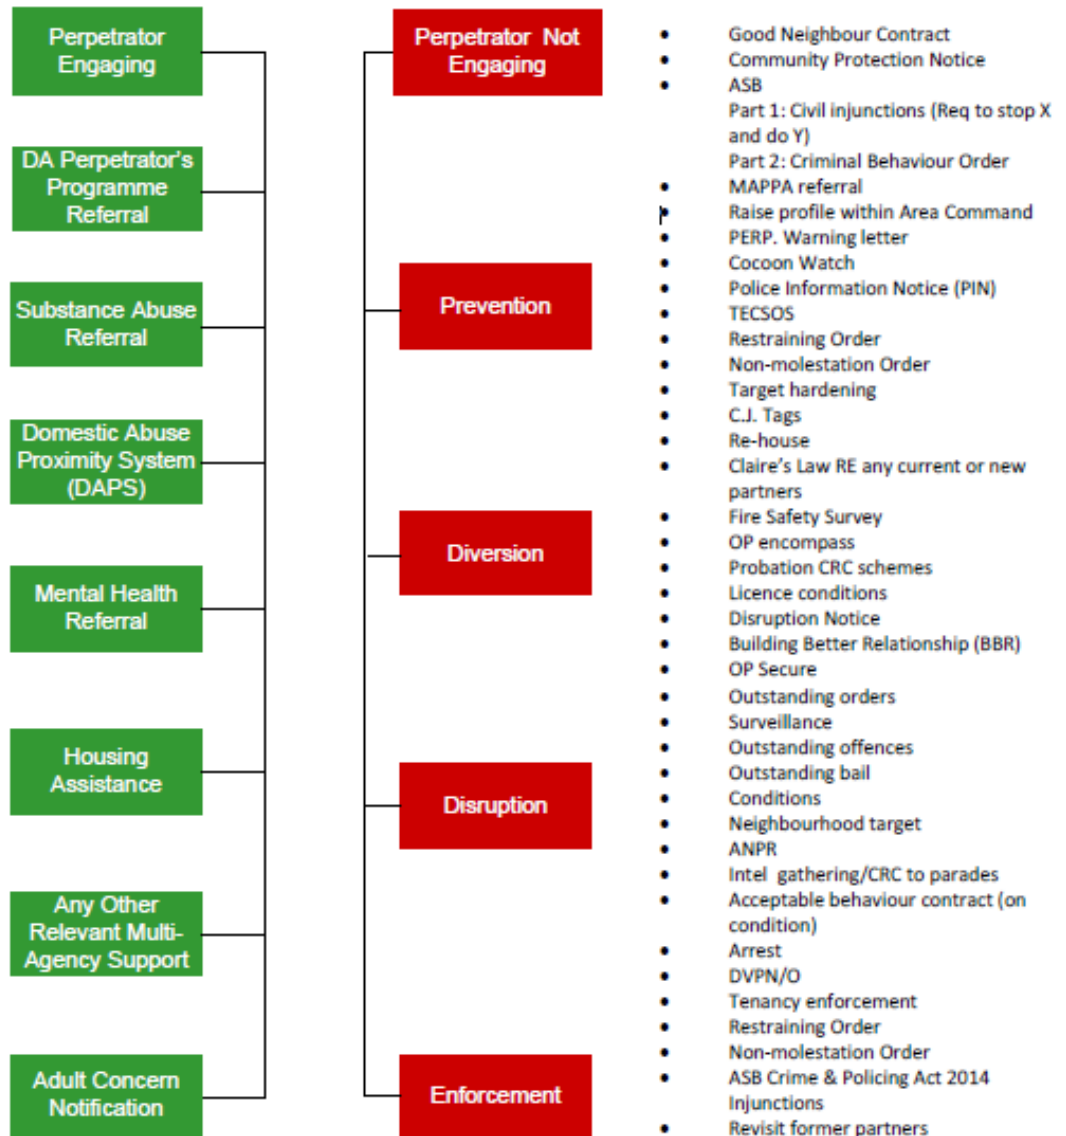 Perpetrator
Engaging
DA Perpetrator's
Programme
Referral
Substance Abuse
Referral
Domestic Abuse
Proximity System
(DAPS)
Mental Health
Referral
Housing
Assistance
Any Other
Relevant Multi-
Agency Support
Adult Concern
Notification
Perpetrator Not
Engaging
Prevention
Diversion
Disruption
Enforcement
• Good Neighbour Contract
• Community Protection Notice
• ASB
Part 1: Civil injunctions (Req to stop X
and do Y)
Part 2: Criminal Behaviour Order
• MAPPA referral
• Raise profile within Area Command
• PERP. Warning letter
• Cocoon Watch
• Police Information Notice (PIN)
• TECSOS
• Restraining Order
• Non-molestation Order
• Target hardening
• C.J. Tags
• Re-house
• Claire's Law RE any current or new
partners
• Fire Safety Survey
• OP encompass
• Probation CRC schemes
• Licence conditions
• Disruption Notice
• Building Better Relationship (BBR)
• OP Secure
• Outstanding orders
• Surveillance
• Outstanding offences
• Outstanding bail
• Conditions
• Neighbourhood target
• ANPR
• Intel gathering/CRC to parades
• Acceptable behaviour contract (on
condition)
• Arrest
• DVPN/O
• Tenancy enforcement
• Restraining Order
• Non-molestation Order
• ASB Crime & Policing Act 2014
Injunctions
• Revisit former partners